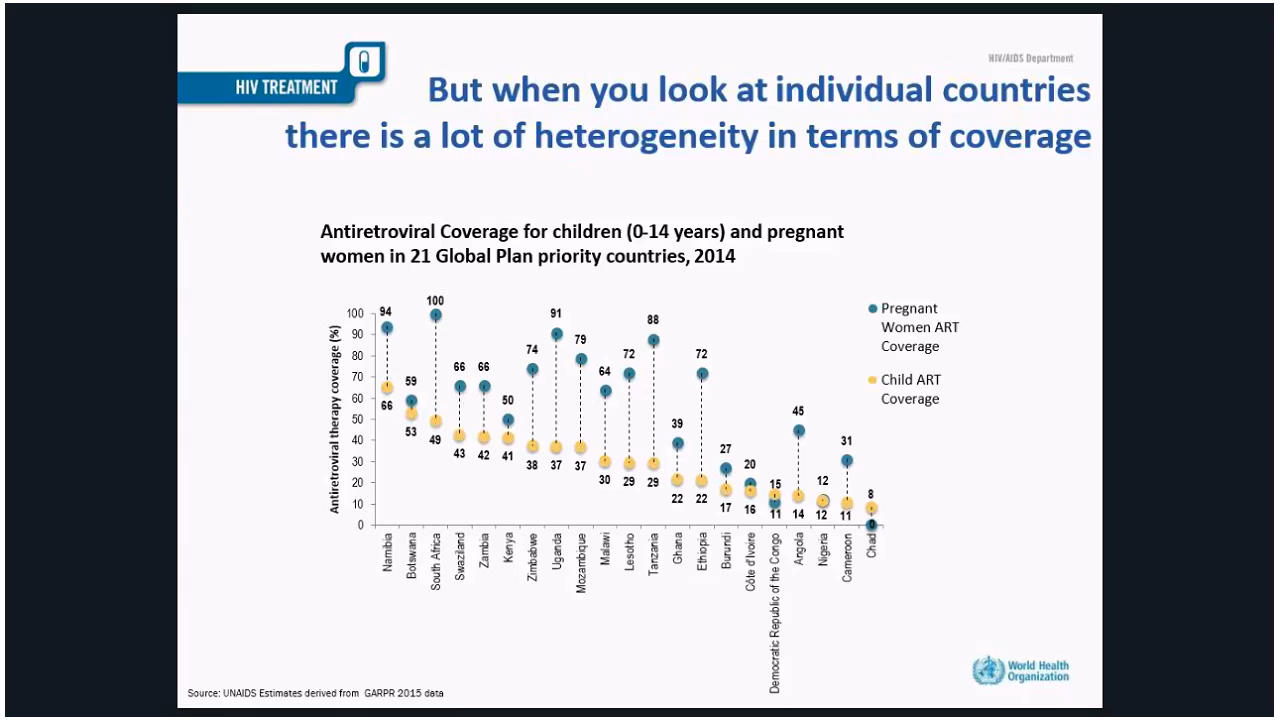 HIV TREATMENT
HIV/AIDS Department
But when you look at individual countries
there is a lot of heterogeneity in terms of coverage
Antiretroviral Coverage for children (0-14 years) and pregnant
women in 21 Global Plan priority countries, 2014
Antiretroviral therapy coverage (%)
100
90
80
70
60
50
40
30
20
10
0
94
59
100
66
66
50
74
91
79
64
72
88
39
72
27
20
15
45
12
31
8
66
53
49
43
42
41
38
37
37
30
29
29
22
22
17
16
11
14
12
11
0
Namibia
Botswana
South Africa
Swaziland
Zambia
Kenya
Zimbabwe
Uganda
Mozambique
Malawi
Lesotho
Tanzania
Ghana
Ethiopia
Burundi
Côte d'Ivoire
Democratic Republic of the Congo
Angola
Nigeria
Cameroon
Chad
Pregnant
Women ART
Coverage
Child ART
Coverage
Source: UNAIDS Estimates derived from GARPR 2015 data
World Health
Organization